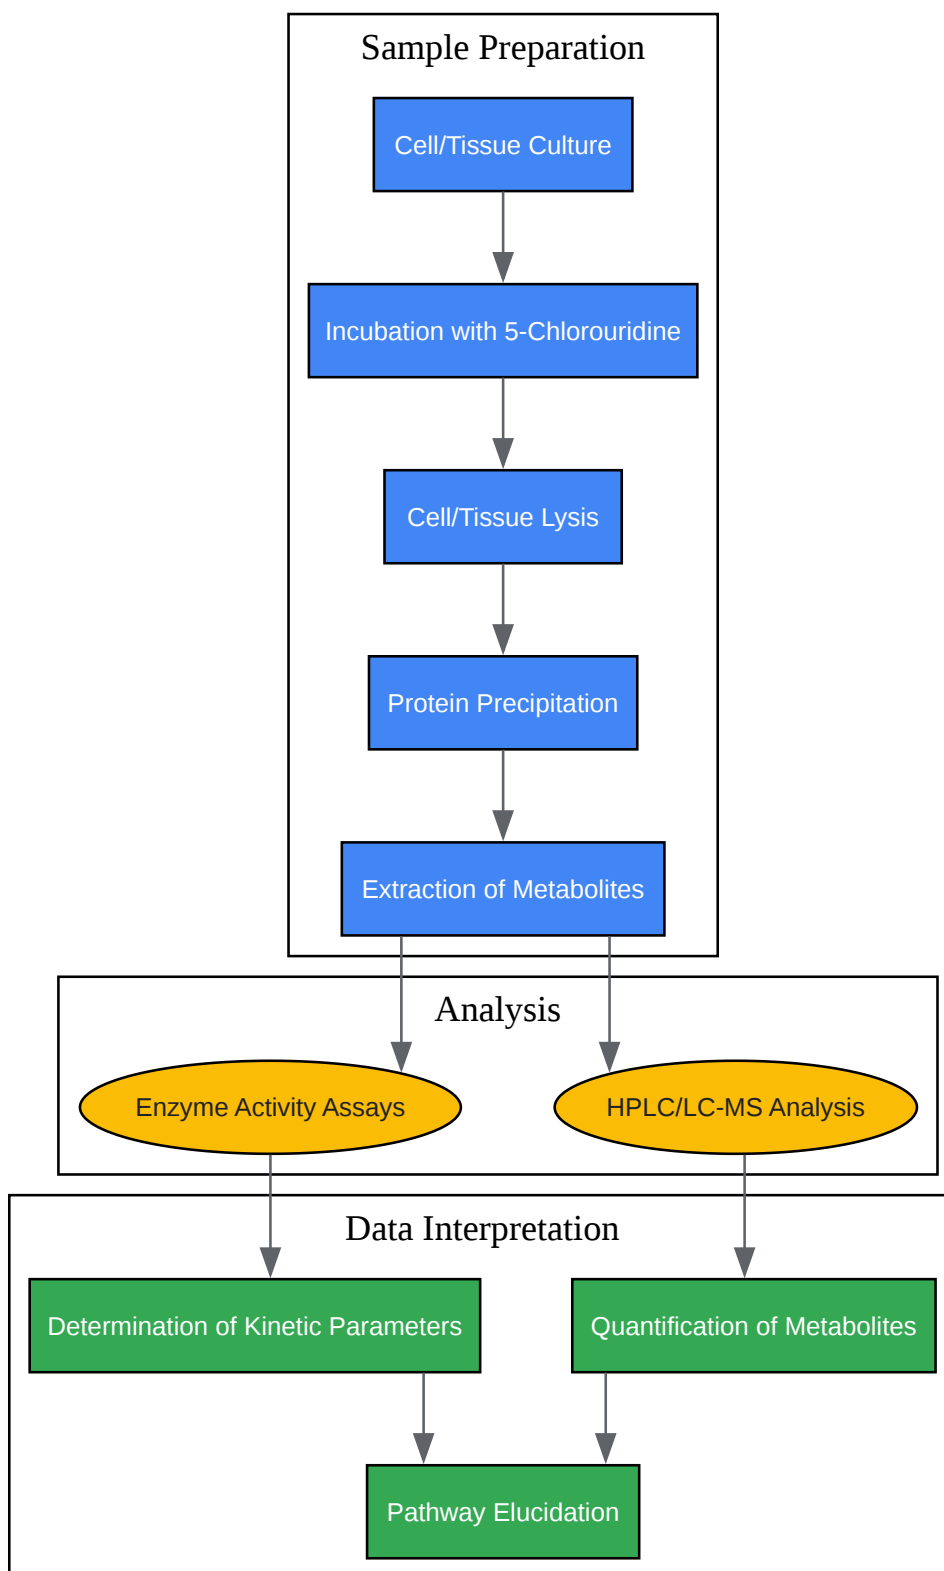 Sample Preparation
Cell/Tissue Culture
Incubation with 5-Chlorouridine
Cell/Tissue Lysis
Protein Precipitation
Extraction of Metabolites
Analysis
Enzyme Activity Assays
HPLC/LC-MS Analysis
Data Interpretation
Determination of Kinetic Parameters
Quantification of Metabolites
Pathway Elucidation